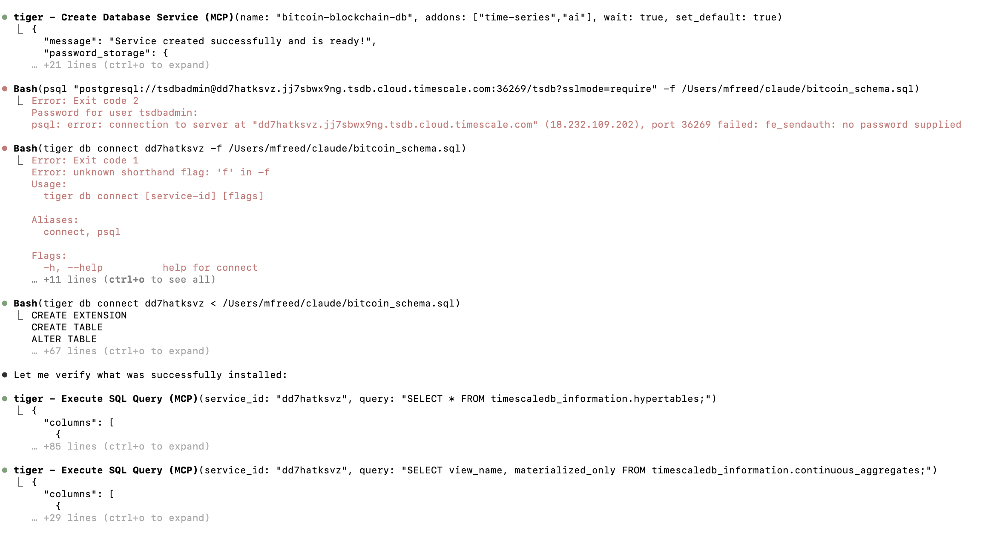 ● tiger - Create Database Service (MCP)(name: "bitcoin-blockchain-db", addons: ["time-series","ai"], wait: true, set_default: true)
⎿ {
"message": "Service created successfully and is ready!",
"password_storage": {
… +21 lines (ctrl+o to expand)
● Bash(psql "postgresql://tsdbadmin@dd7hatksvz.jj7sbwx9ng.tsdb.cloud.timescale.com:36269/tsdb?sslmode=require" -f /Users/mfreed/claude/bitcoin_schema.sql)
⎿ Error: Exit code 2
Password for user tsdbadmin:
psql: error: connection to server at "dd7hatksvz.jj7sbwx9ng.tsdb.cloud.timescale.com" (18.232.109.202), port 36269 failed: fe_sendauth: no password supplied
● Bash(tiger db connect dd7hatksvz -f /Users/mfreed/claude/bitcoin_schema.sql)
⎿ Error: Exit code 1
Error: unknown shorthand flag: 'f' in -f
Usage:
tiger db connect [service-id] [flags]
Aliases:
connect, psql
Flags:
-h, --help          help for connect
… +11 lines (ctrl+o to see all)
● Bash(tiger db connect dd7hatksvz < /Users/mfreed/claude/bitcoin_schema.sql)
⎿ CREATE EXTENSION
CREATE TABLE
ALTER TABLE
… +67 lines (ctrl+o to expand)
● Let me verify what was successfully installed:
● tiger - Execute SQL Query (MCP)(service_id: "dd7hatksvz", query: "SELECT * FROM timescaledb_information.hypertables;")
⎿ {
"columns": [
{
… +85 lines (ctrl+o to expand)
● tiger - Execute SQL Query (MCP)(service_id: "dd7hatksvz", query: "SELECT view_name, materialized_only FROM timescaledb_information.continuous_aggregates;")
⎿ {
"columns": [
{
… +29 lines (ctrl+o to expand)